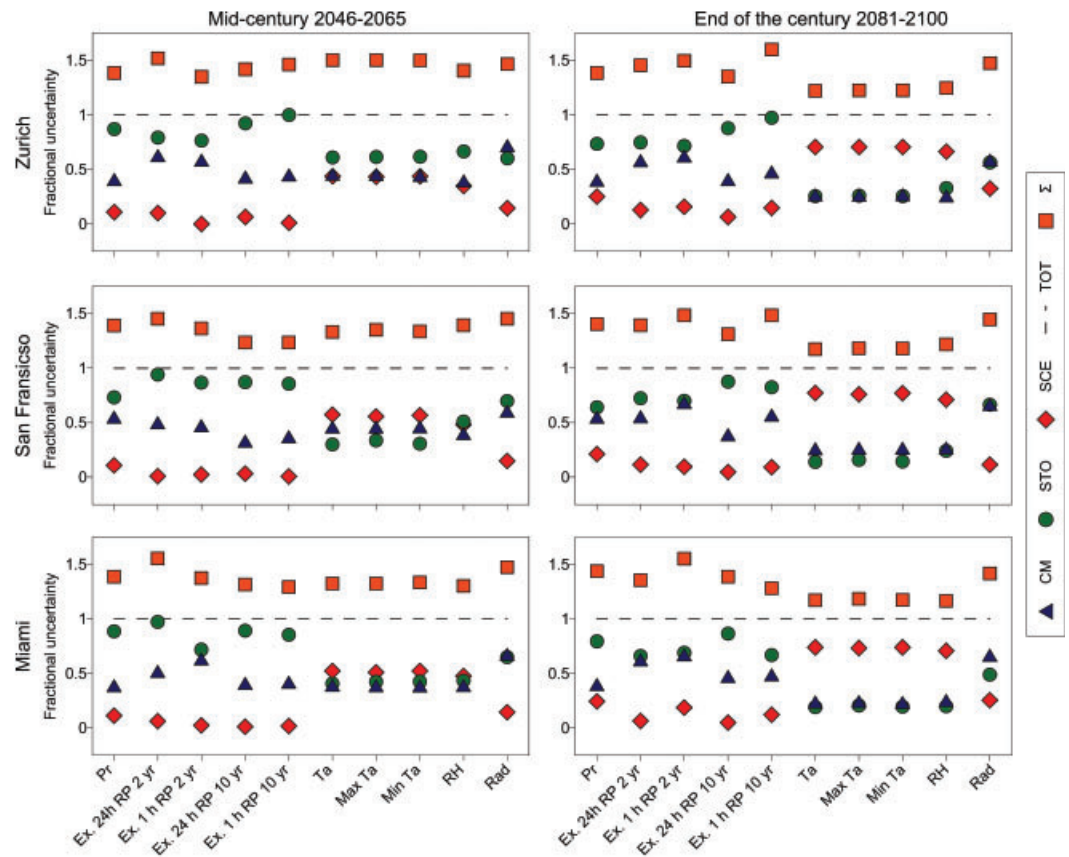 Mid-century 2046-2065
End of the century 2081-2100
Zurich
Fractional uncertainty
1.5
1
0.5
0
1.5
1
0.5
0
San Fransicso
Fractional uncertainty
1.5
1
0.5
0
1.5
1
0.5
0
Miami
Fractional uncertainty
1.5
1
0.5
0
1.5
1
0.5
0
Pr
Ex. 24h RP 2 yr
Ex. 1 h RP 2 yr
Ex. 24 h RP 10 yr
Ex. 1 h RP 10 yr
Ta
Max Ta
Min Ta
RH
Rad
Pr
Ex. 24h RP 2 yr
Ex. 1 h RP 2 yr
Ex. 24 h RP 10 yr
Ex. 1 h RP 10 yr
Ta
Max Ta
Min Ta
RH
Rad
CM STO SCE TOT Σ